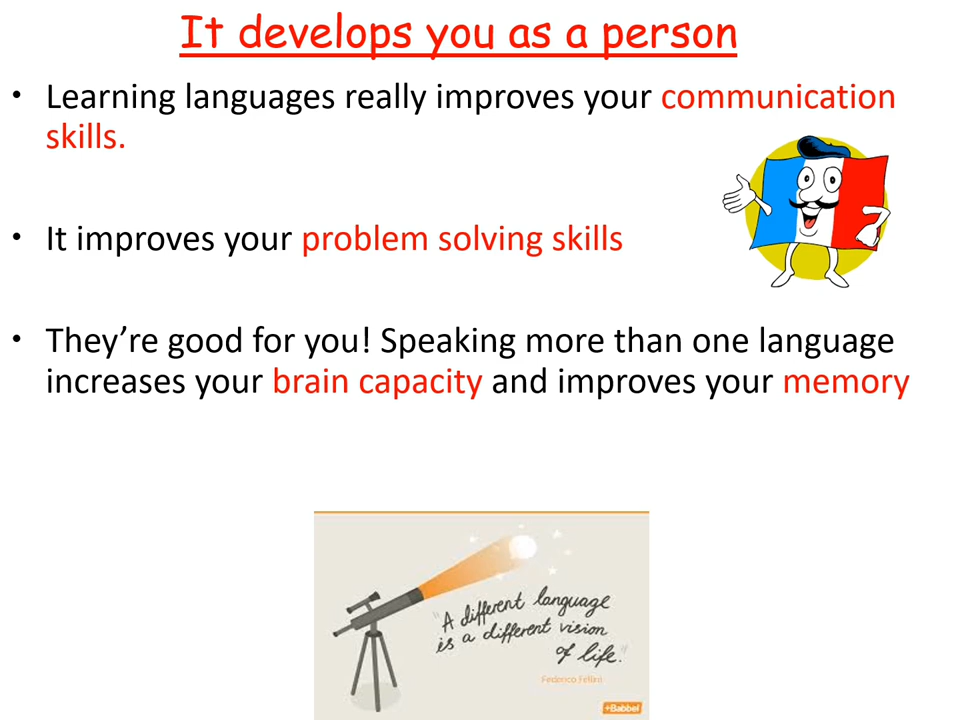 It develops you as a person
• Learning languages really improves your communication
skills.
• It improves your problem solving skills
• They’re good for you! Speaking more than one language
increases your brain capacity and improves your memory
"A different language
is a different vision
of life."
Federico Fellini
+Babbel